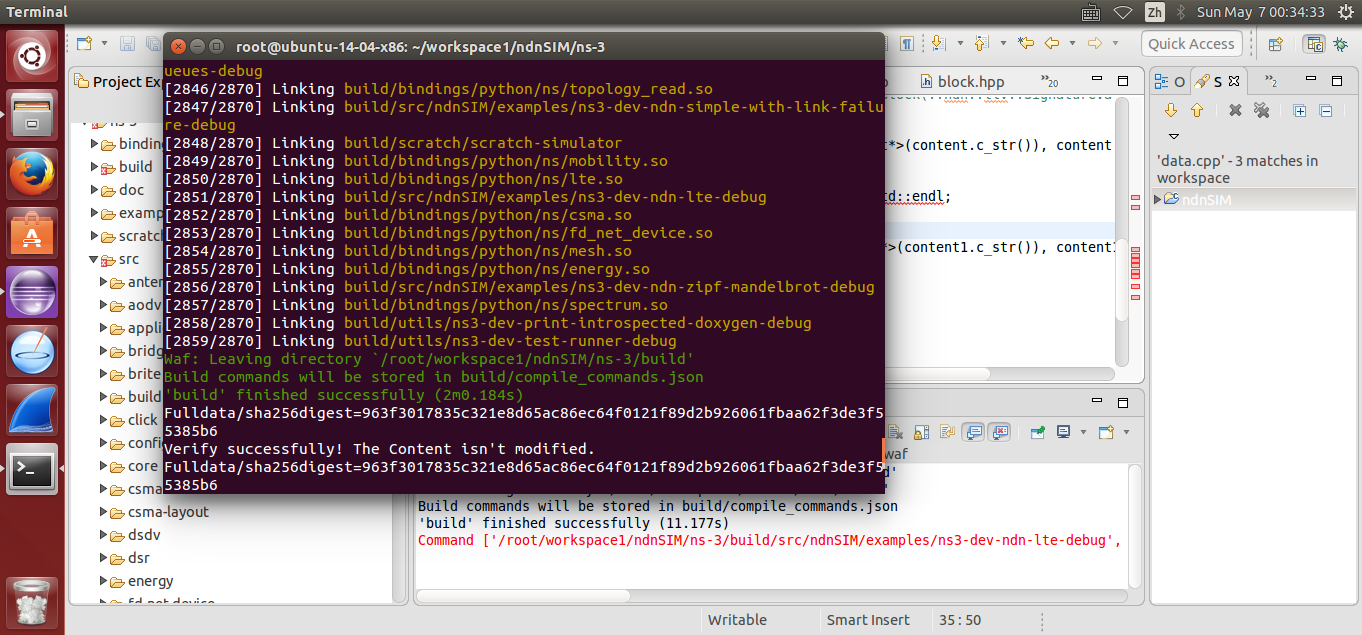 Terminal
Zh
Sun May 7 00:34:33
root@ubuntu-14-04-x86: ~/workspace1/ndnSIM/ns-3
Quick Access
Project Ex
ns-3
bindin
build
doc
examp
scratch
src
anten
aodv
appli
bridg
brite
build
click
confi
core
csma
csma-layout
dsdv
dsr
energy
fd-net-device
ueues-debug
[2846/2870] Linking build/bindings/python/ns/topology_read.so
[2847/2870] Linking build/src/ndnSIM/examples/ns3-dev-ndn-simple-with-link-failu
re-debug
[2848/2870] Linking build/scratch/scratch-simulator
[2849/2870] Linking build/bindings/python/ns/mobility.so
[2850/2870] Linking build/bindings/python/ns/lte.so
[2851/2870] Linking build/src/ndnSIM/examples/ns3-dev-ndn-lte-debug
[2852/2870] Linking build/bindings/python/ns/csma.so
[2853/2870] Linking build/bindings/python/ns/fd_net_device.so
[2854/2870] Linking build/bindings/python/ns/mesh.so
[2855/2870] Linking build/bindings/python/ns/energy.so
[2856/2870] Linking build/src/ndnSIM/examples/ns3-dev-ndn-zipf-mandelbrot-debug
[2857/2870] Linking build/bindings/python/ns/spectrum.so
[2858/2870] Linking build/utils/ns3-dev-print-introspected-doxygen-debug
[2859/2870] Linking build/utils/ns3-dev-test-runner-debug
Waf: Leaving directory `/root/workspace1/ndnSIM/ns-3/build'
Build commands will be stored in build/compile_commands.json
'build' finished successfully (2m0.184s)
Fulldata/sha256digest=963f3017835c321e8d65ac86ec64f0121f89d2b926061fbaa62f3de3f5
5385b6
Verify successfully! The Content isn't modified.
Fulldata/sha256digest=963f3017835c321e8d65ac86ec64f0121f89d2b926061fbaa62f3de3f5
5385b6
block.hpp
20
*>(content.c_str()), content
td::endl;
*>(content1.c_str()), content1
O
S
2
'data.cpp' - 3 matches in
workspace
ndnSIM
waf
d'
Build commands will be stored in build/compile_commands.json
'build' finished successfully (11.177s)
Command ['/root/workspace1/ndnSIM/ns-3/build/src/ndnSIM/examples/ns3-dev-ndn-lte-debug',
Writable
Smart Insert
35 : 50